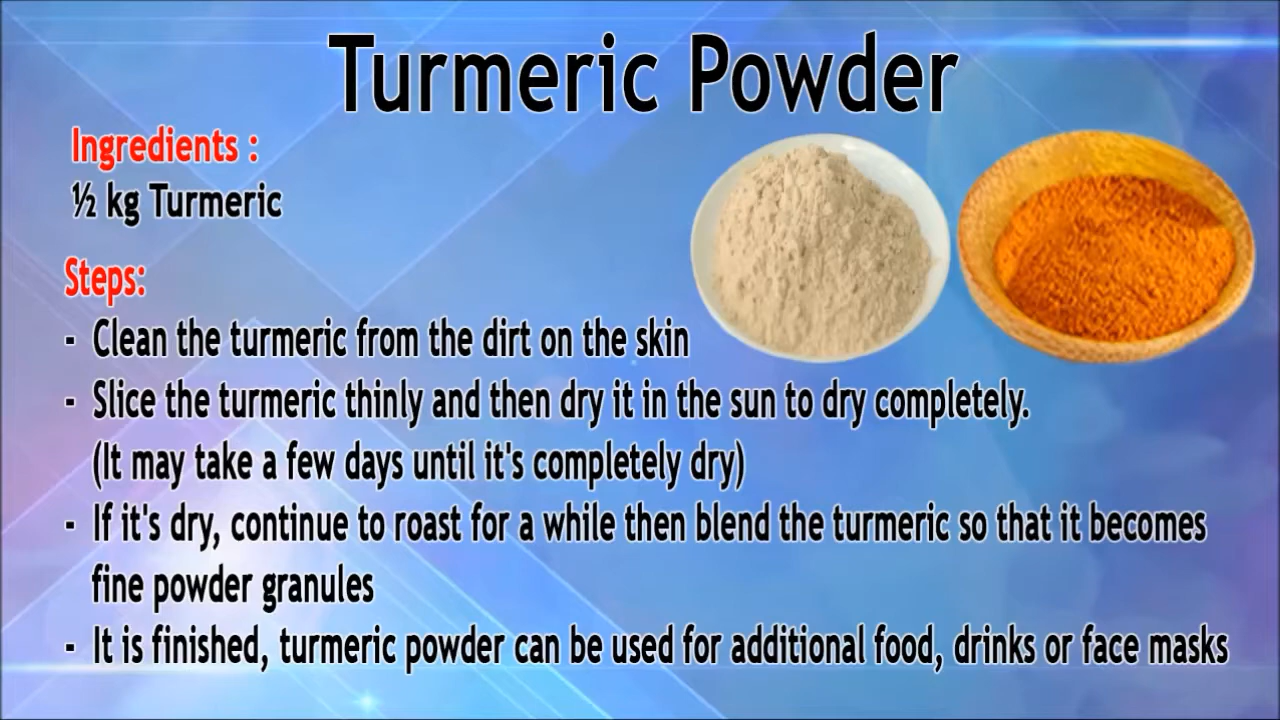 Turmeric Powder
Ingredients :
½ kg Turmeric
Steps:
- Clean the turmeric from the dirt on the skin
- Slice the turmeric thinly and then dry it in the sun to dry completely.
(It may take a few days until it's completely dry)
- If it's dry, continue to roast for a while then blend the turmeric so that it becomes
fine powder granules
- It is finished, turmeric powder can be used for additional food, drinks or face masks